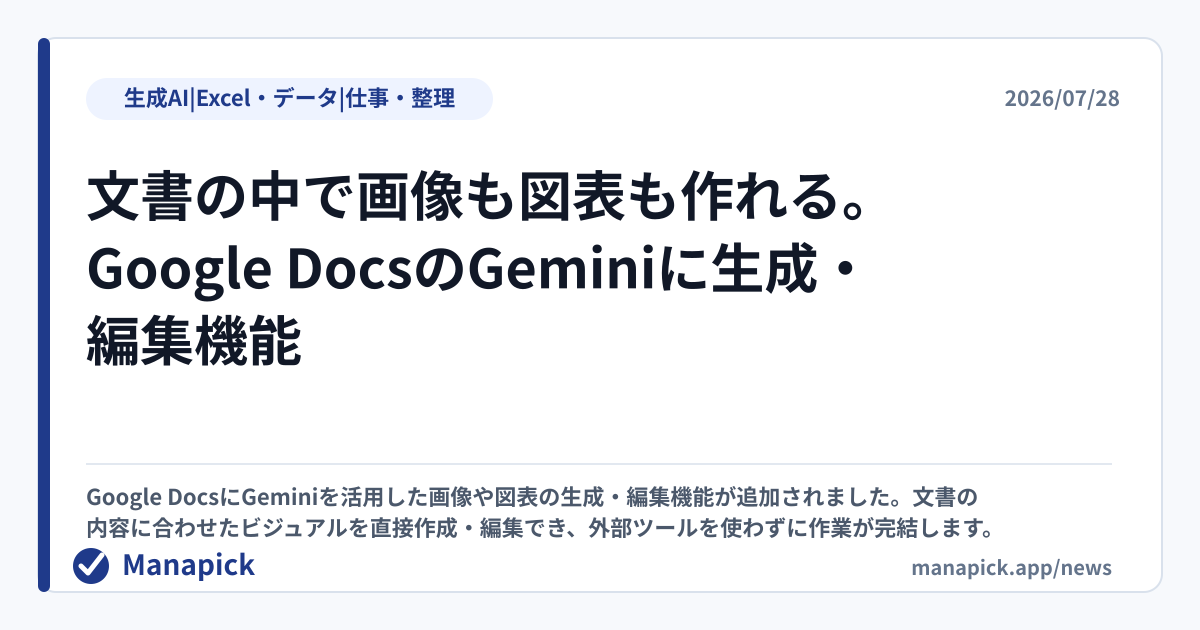 生成AI|Excel・データ|仕事・整理
2026/07/28
文書の中で画像も図表も作れる。
Google DocsのGeminiに生成・
編集機能
Google DocsにGeminiを活用した画像や図表の生成・編集機能が追加されました。文書の
内容に合わせたビジュアルを直接作成・編集でき、外部ツールを使わずに作業が完結します。
Manapick
manapick.app/news